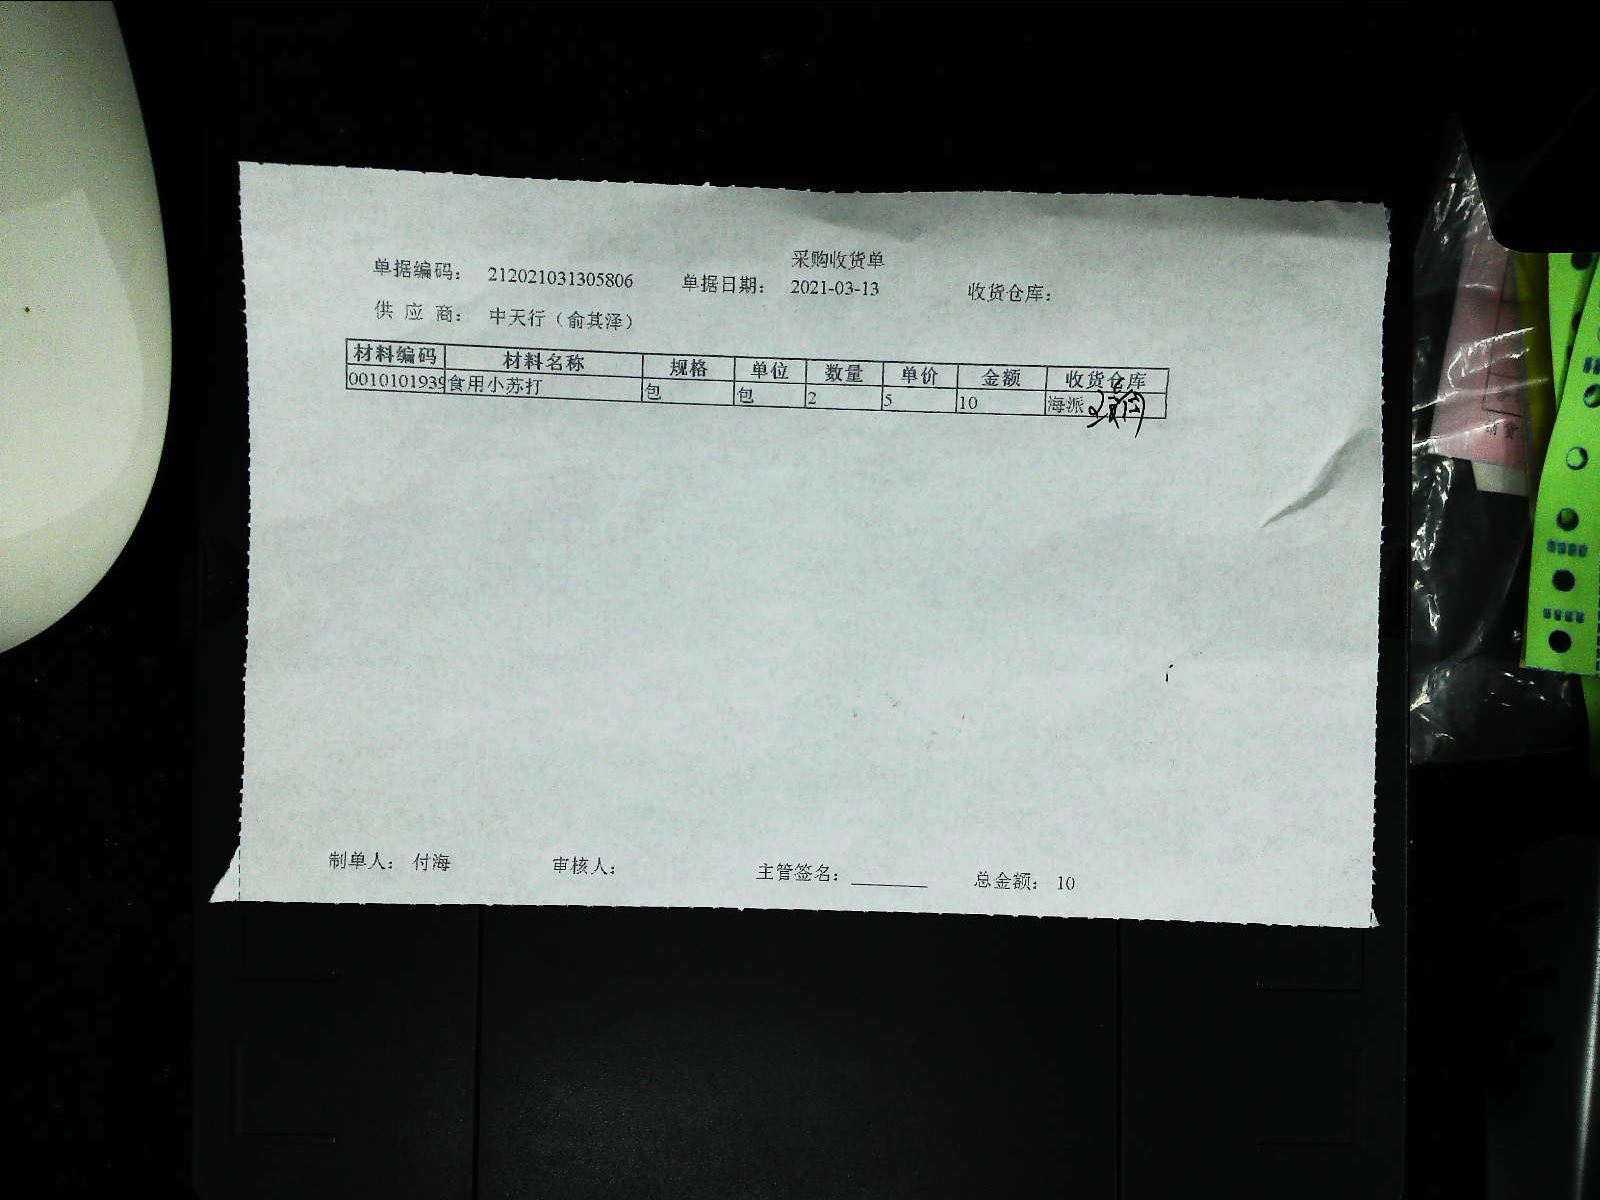 采购收货单
单据编码： 212021031305806 单据日期： 2021-03-13 收货仓库：
供 应 商： 中天行（俞其泽）
材料编码 材料名称 规格 单位 数量 单价 金额 收货仓库
0010101939 食用小苏打 包 包 2 5 10 海派
制单人： 付海 审核人： 主管签名：________ 总金额： 10